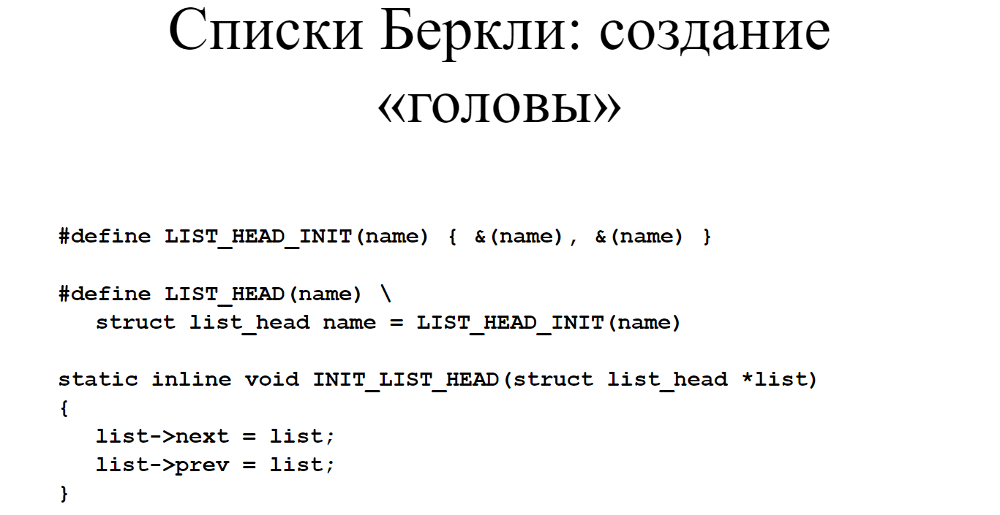 Списки Беркли: создание
«головы»
#define LIST_HEAD_INIT(name) { &(name), &(name) }
#define LIST_HEAD(name) \
struct list_head name = LIST_HEAD_INIT(name)
static inline void INIT_LIST_HEAD(struct list_head *list)
{
list->next = list;
list->prev = list;
}